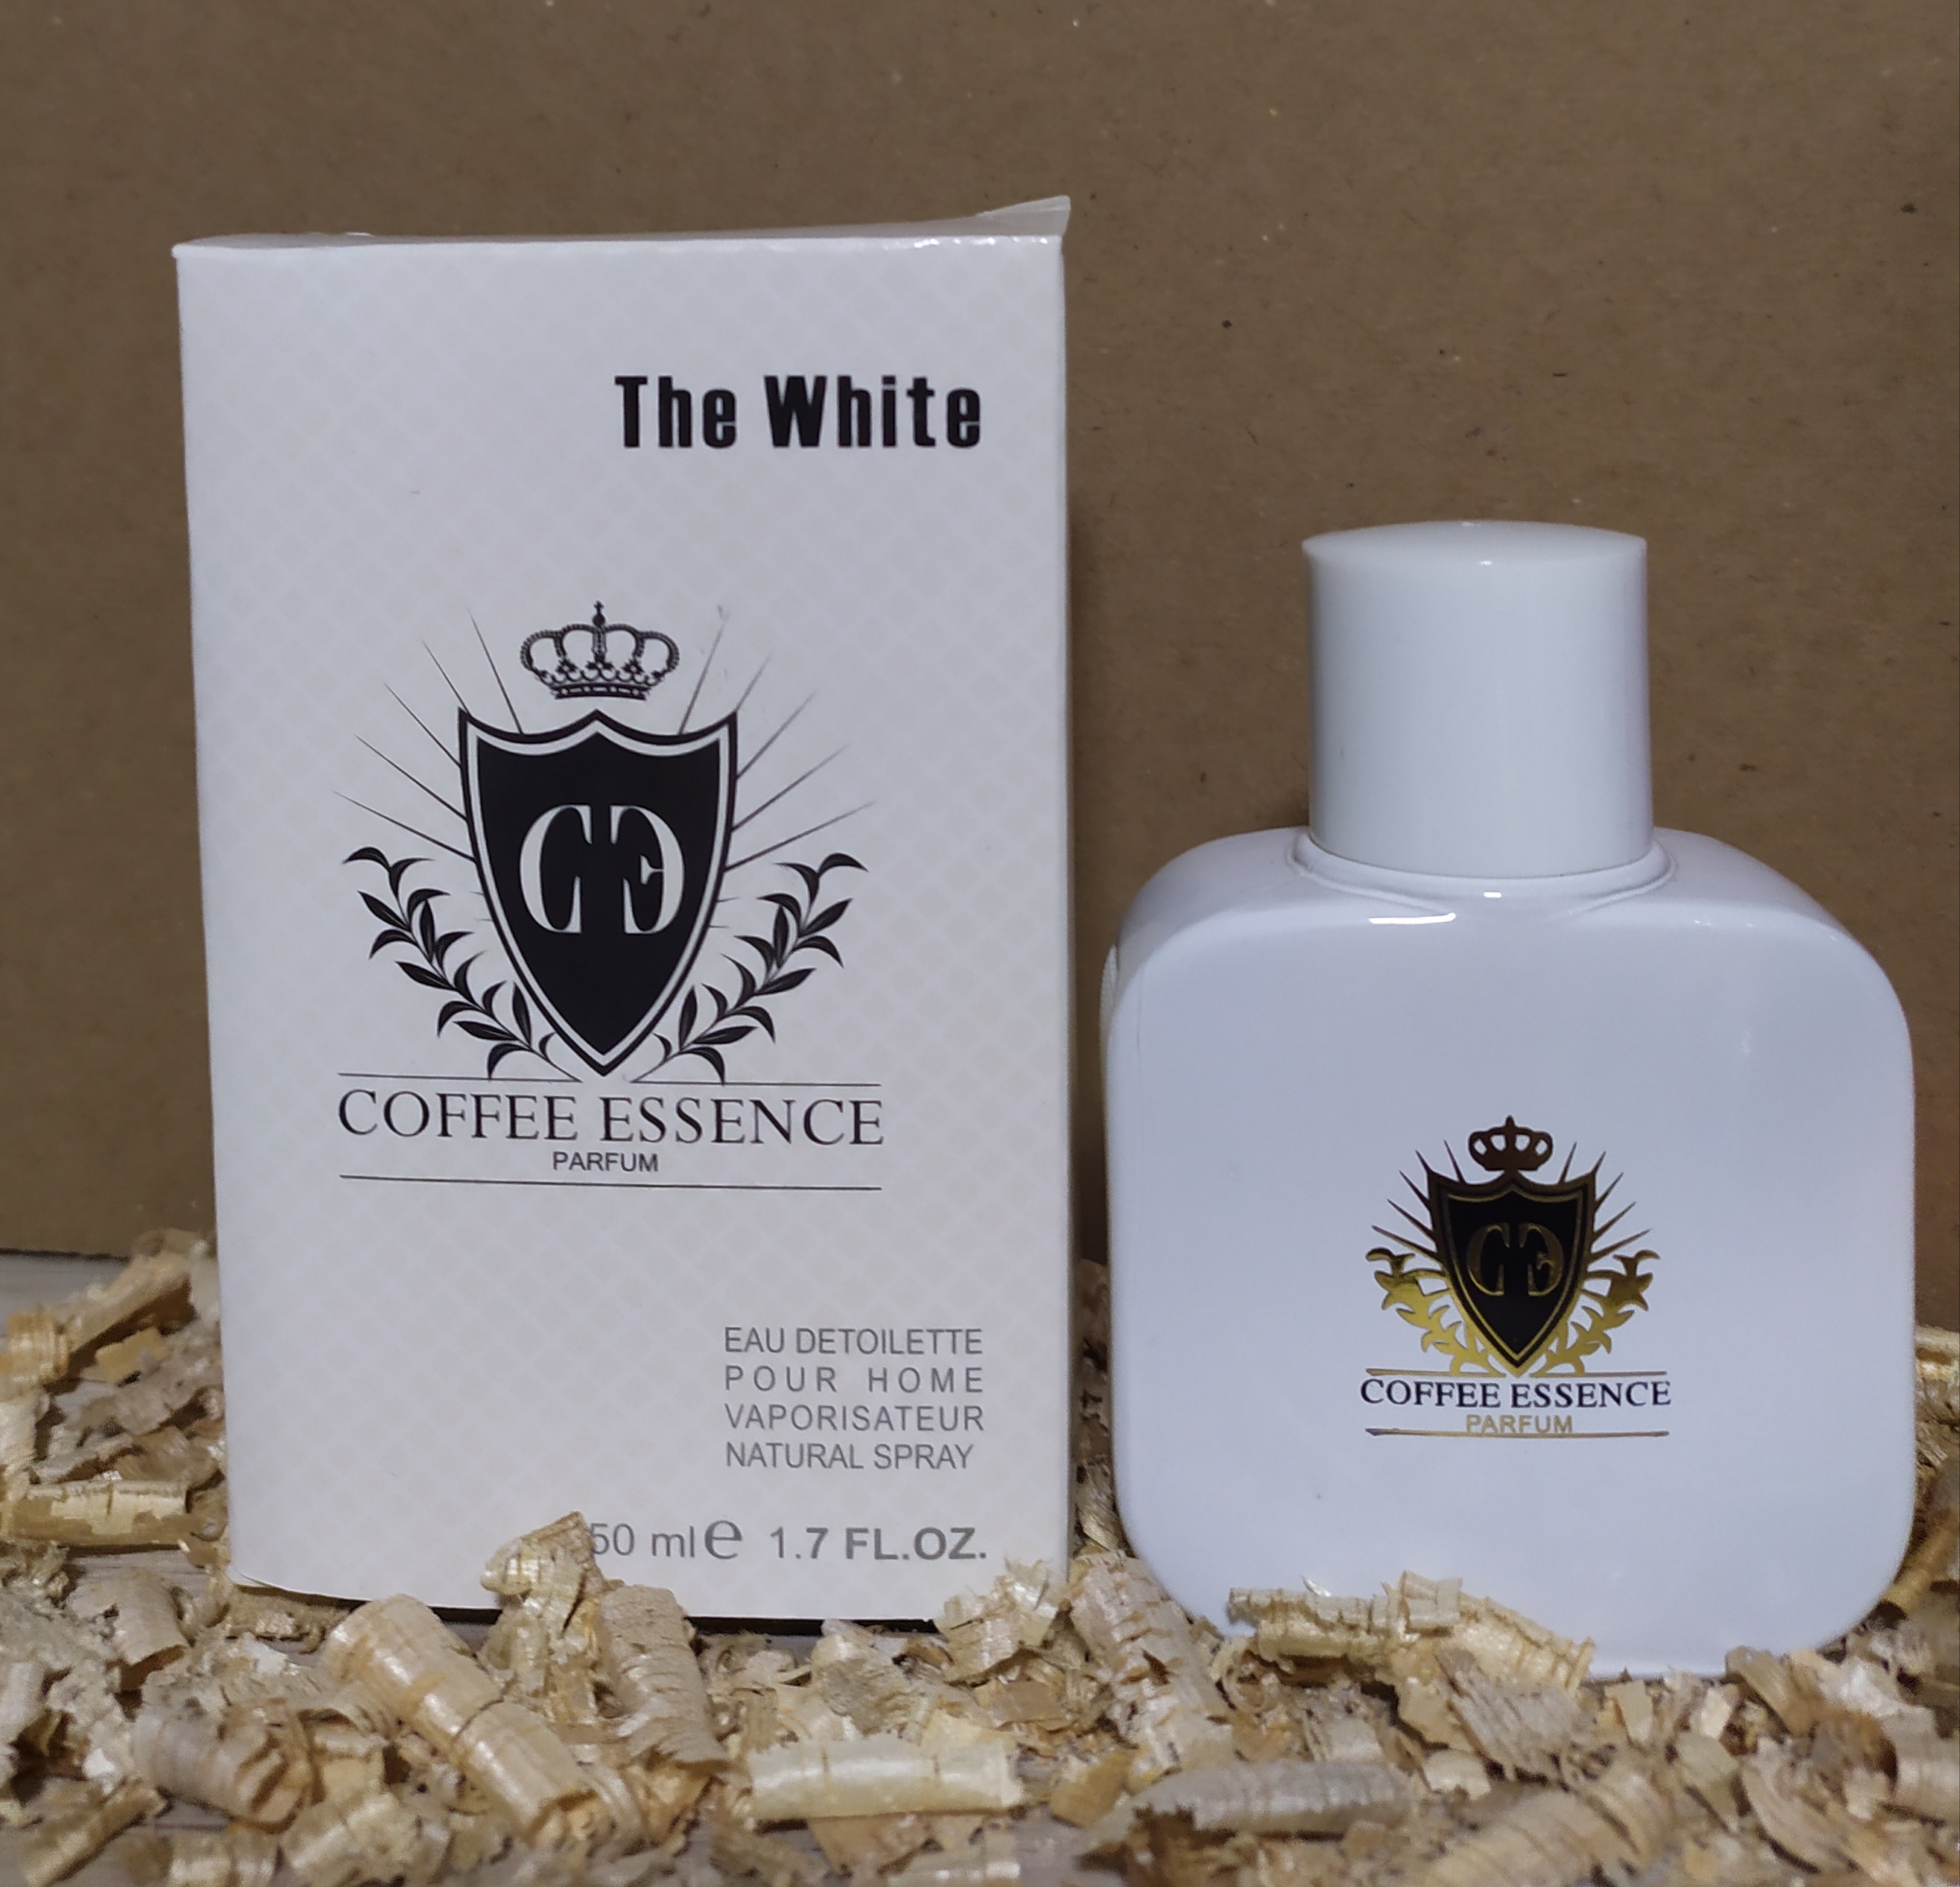 The White
CE
COFFEE ESSENCE
PARFUM
EAU DETOILETTE
POUR HOME
VAPORISATEUR
NATURAL SPRAY
50 ml e 1.7 FL.OZ.
CE
COFFEE ESSENCE
PARFUM